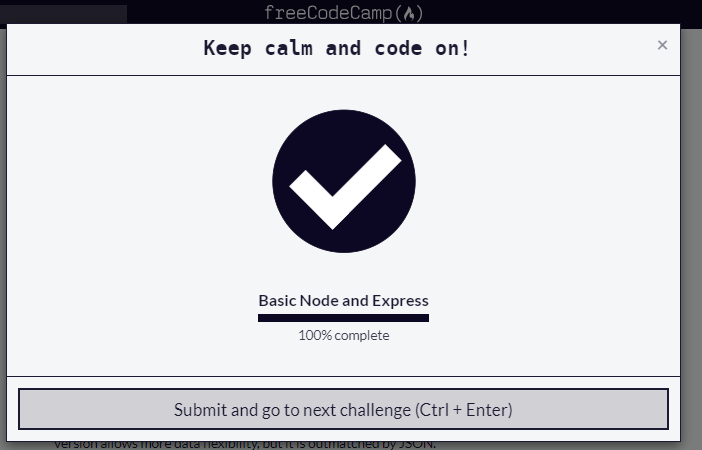 freeCodeCamp(🔥)
Keep calm and code on!
×
Basic Node and Express
100% complete
Submit and go to next challenge (Ctrl + Enter)
version allows more data flexibility, but it is outmatched by JSON.